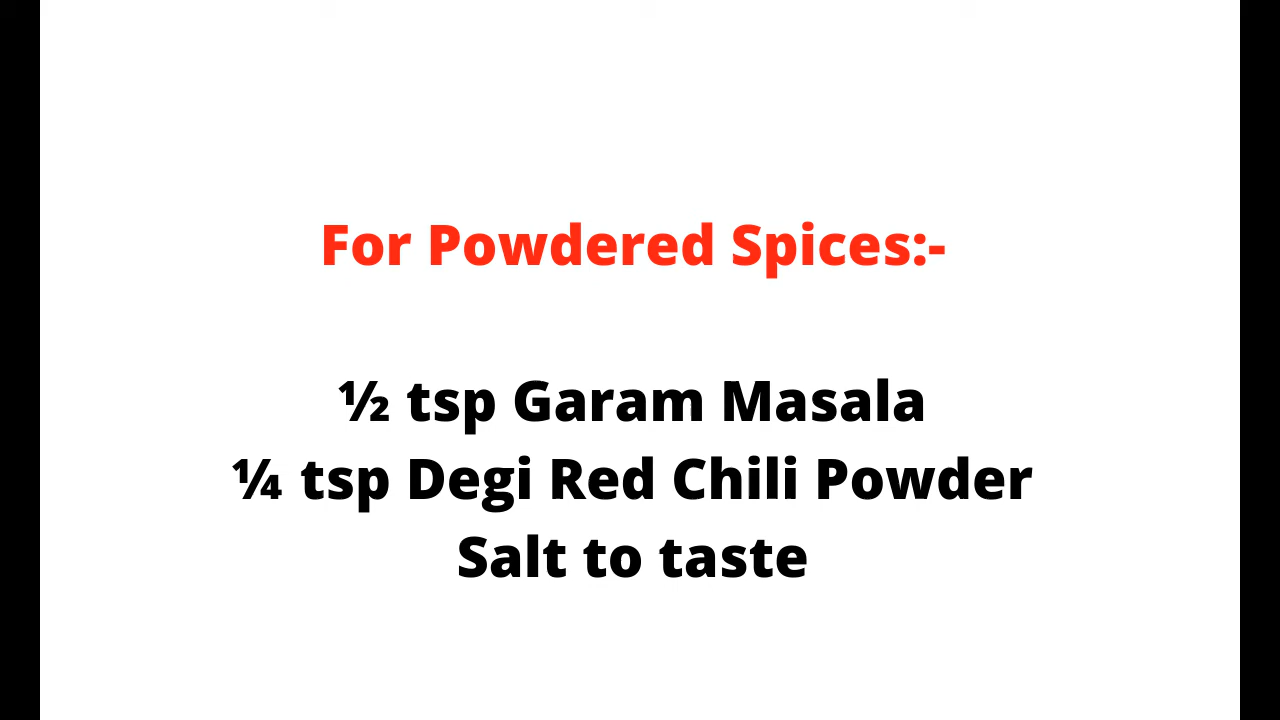 For Powdered Spices:-
½ tsp Garam Masala
¼ tsp Degi Red Chili Powder
Salt to taste